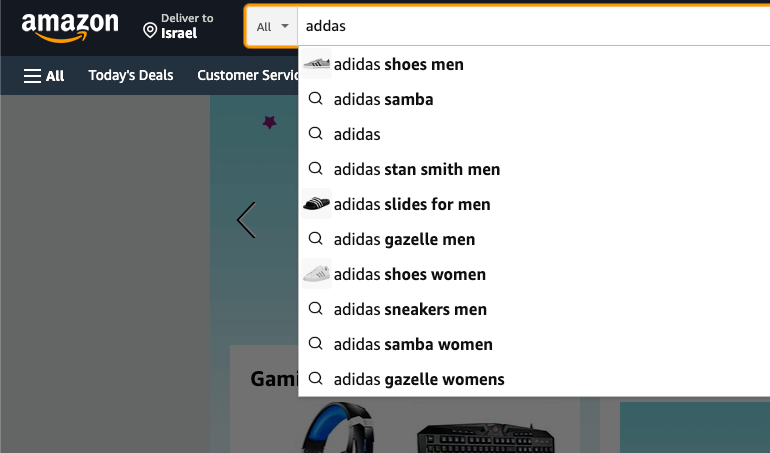 amazon
Deliver to
Israel
All
addas
All
Today's Deals
Customer Servic
adidas shoes men
adidas samba
adidas
adidas stan smith men
adidas slides for men
adidas gazelle men
adidas shoes women
adidas sneakers men
adidas samba women
adidas gazelle womens
Gami